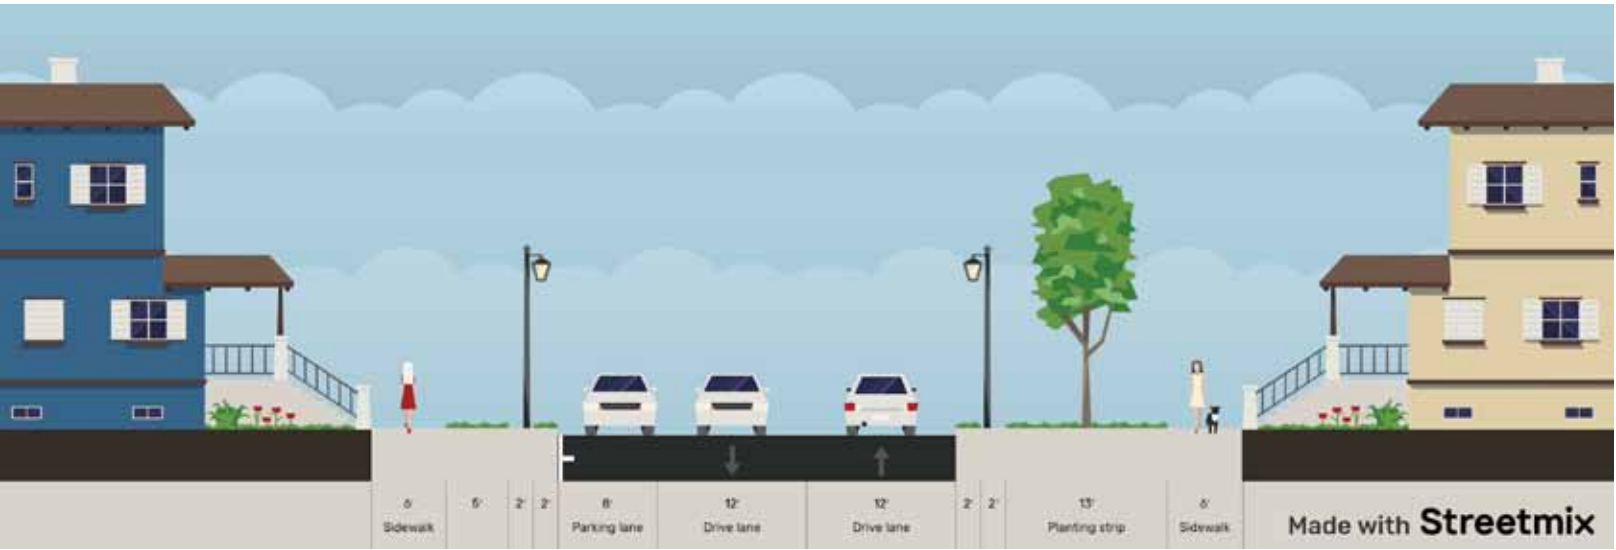 6' 5' 2' 2' 8' 12' 12' 2' 2' 13' 6'
Sidewalk Parking lane Drive lane Drive lane Planting strip Sidewalk
Made with Streetmix